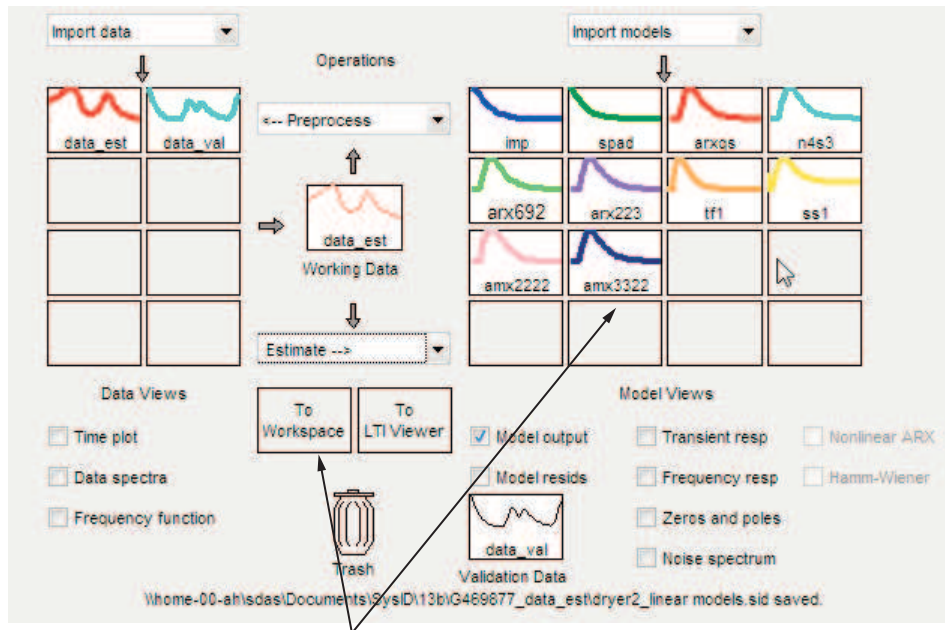 Import data
Import models
Operations
data_est
data_val
<-- Preprocess
imp
spad
arxqs
n4s3
arx692
arx223
tf1
ss1
data_est
Working Data
amx2222
amx3322
Estimate -->
Data Views
Model Views
To
Workspace
To
LTI Viewer
Time plot
Model output
Transient resp
Nonlinear ARX
Data spectra
Model resids
Frequency resp
Hamm-Wiener
Frequency function
Zeros and poles
data_val
Noise spectrum
Trash
Validation Data
\\home-00-ah\sdas\Documents\SysID\13b\G469877_data_est\dryer2_linear models.sid saved.